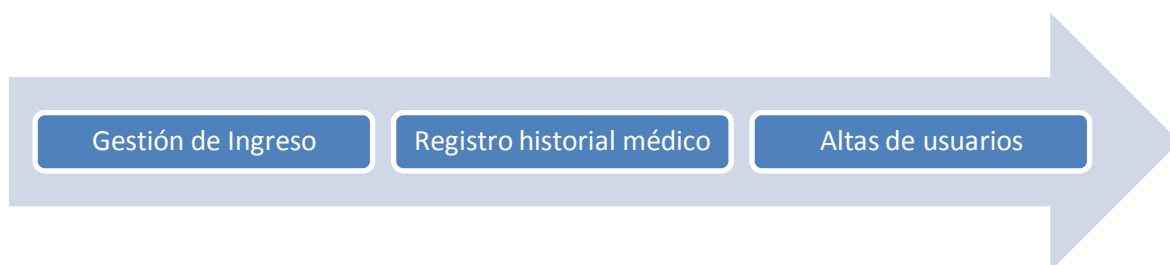 Gestión de Ingreso
Registro historial médico
Altas de usuarios